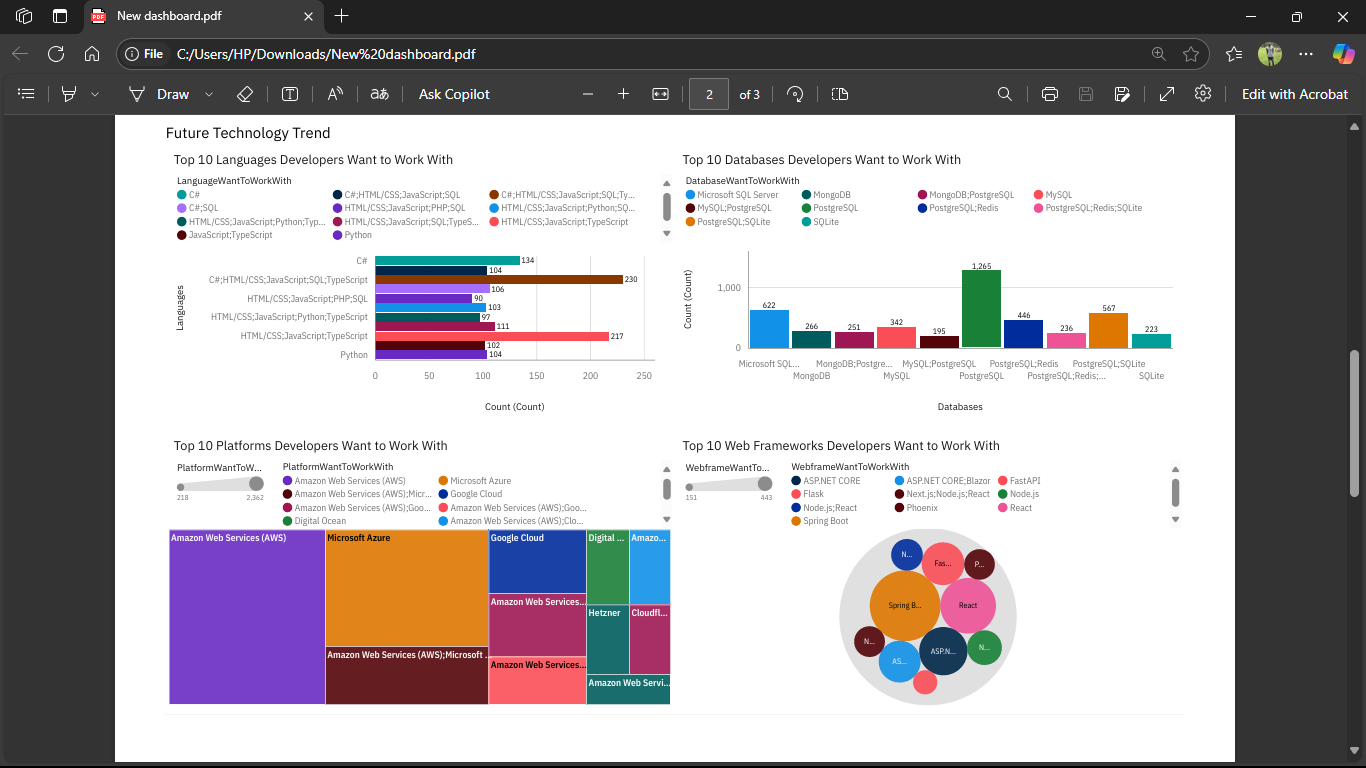 New dashboard.pdf
File C:/Users/HP/Downloads/New%20dashboard.pdf
Draw
Ask Copilot
2 of 3
Edit with Acrobat
Future Technology Trend
Top 10 Languages Developers Want to Work With
LanguageWantToWorkWith
C# C#;HTML/CSS;JavaScript;SQL C#;HTML/CSS;JavaScript;SQL;Ty...
C#;SQL HTML/CSS;JavaScript;PHP;SQL HTML/CSS;JavaScript;Python;SQ...
HTML/CSS;JavaScript;Python;Typ... HTML/CSS;JavaScript;SQL;TypeS... HTML/CSS;JavaScript;TypeScript
JavaScript;TypeScript Python
Languages
C# 134
104
C#;HTML/CSS;JavaScript;SQL;TypeScript 230
106
HTML/CSS;JavaScript;PHP;SQL 90
103
HTML/CSS;JavaScript;Python;TypeScript 97
111
HTML/CSS;JavaScript;TypeScript 217
102
Python 104
0 50 100 150 200 250
Count (Count)
Top 10 Databases Developers Want to Work With
DatabaseWantToWorkWith
Microsoft SQL Server MongoDB MongoDB;PostgreSQL MySQL
MySQL;PostgreSQL PostgreSQL PostgreSQL;Redis PostgreSQL;Redis;SQLite
PostgreSQL;SQLite SQLite
Count (Count)
1,000
0
622 266 251 342 195 1,265 446 236 567 223
Microsoft SQL... MongoDB;Postgre... MySQL;PostgreSQL PostgreSQL;Redis PostgreSQL;SQLite
MongoDB MySQL PostgreSQL PostgreSQL;Redis;... SQLite
Databases
Top 10 Platforms Developers Want to Work With
PlatformWantToW...
218 2,362
PlatformWantToWorkWith
Amazon Web Services (AWS) Microsoft Azure
Amazon Web Services (AWS);Micr... Google Cloud
Amazon Web Services (AWS);Goo... Amazon Web Services (AWS);Goo...
Digital Ocean Amazon Web Services (AWS);Clo...
Amazon Web Services (AWS)
Microsoft Azure
Google Cloud
Digital ...
Amazo...
Amazon Web Services...
Hetzner
Cloudfl...
Amazon Web Services (AWS);Microsoft ...
Amazon Web Services...
Amazon Web Servi...
Top 10 Web Frameworks Developers Want to Work With
WebframeWantTo...
151 443
WebframeWantToWorkWith
ASP.NET CORE ASP.NET CORE;Blazor FastAPI
Flask Next.js;Node.js;React Node.js
Node.js;React Phoenix React
Spring Boot
N...
Fas...
P...
Spring B...
React
N...
AS...
ASP.N...
N...